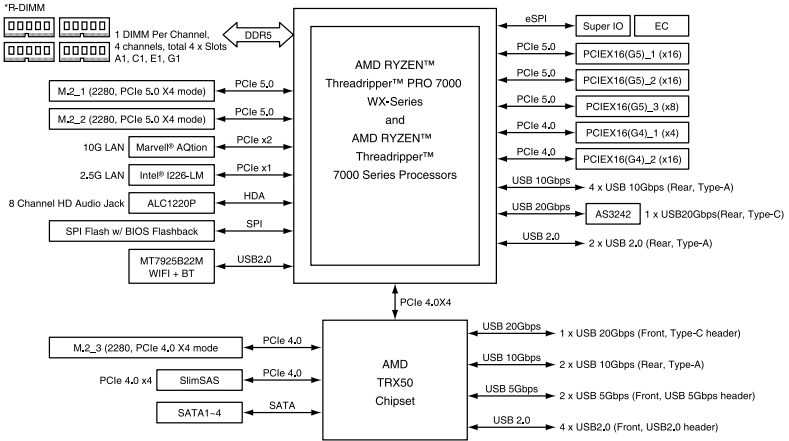 *R-DIMM
1 DIMM Per Channel,
4 channels, total 4 x Slots
A1, C1, E1, G1
DDR5
M.2_1 (2280, PCIe 5.0 X4 mode)
PCIe 5.0
M.2_2 (2280, PCIe 5.0 X4 mode)
PCIe 5.0
10G LAN
Marvell® AQtion
PCIe x2
2.5G LAN
Intel® I226-LM
PCIe x1
8 Channel HD Audio Jack
ALC1220P
HDA
SPI Flash w/ BIOS Flashback
SPI
MT7925B22M
WIFI + BT
USB2.0
AMD RYZEN™
Threadripper™ PRO 7000
WX-Series
and
AMD RYZEN™
Threadripper™
7000 Series Processors
eSPI
Super IO
EC
PCIe 5.0
PCIEX16(G5)_1 (x16)
PCIe 5.0
PCIEX16(G5)_2 (x16)
PCIe 5.0
PCIEX16(G5)_3 (x8)
PCIe 4.0
PCIEX16(G4)_1 (x4)
PCIe 4.0
PCIEX16(G4)_2 (x16)
USB 10Gbps
4 x USB 10Gbps (Rear, Type-A)
USB 20Gbps
AS3242
1 x USB20Gbps(Rear, Type-C)
USB 2.0
2 x USB 2.0 (Rear, Type-A)
PCIe 4.0X4
M.2_3 (2280, PCIe 4.0 X4 mode
PCIe 4.0
PCIe 4.0 x4
SlimSAS
PCIe 4.0
SATA1~4
SATA
AMD
TRX50
Chipset
USB 20Gbps
1 x USB 20Gbps (Front, Type-C header)
USB 10Gbps
2 x USB 10Gbps (Rear, Type-A)
USB 5Gbps
2 x USB 5Gbps (Front, USB 5Gbps header)
USB 2.0
4 x USB2.0 (Front, USB2.0 header)